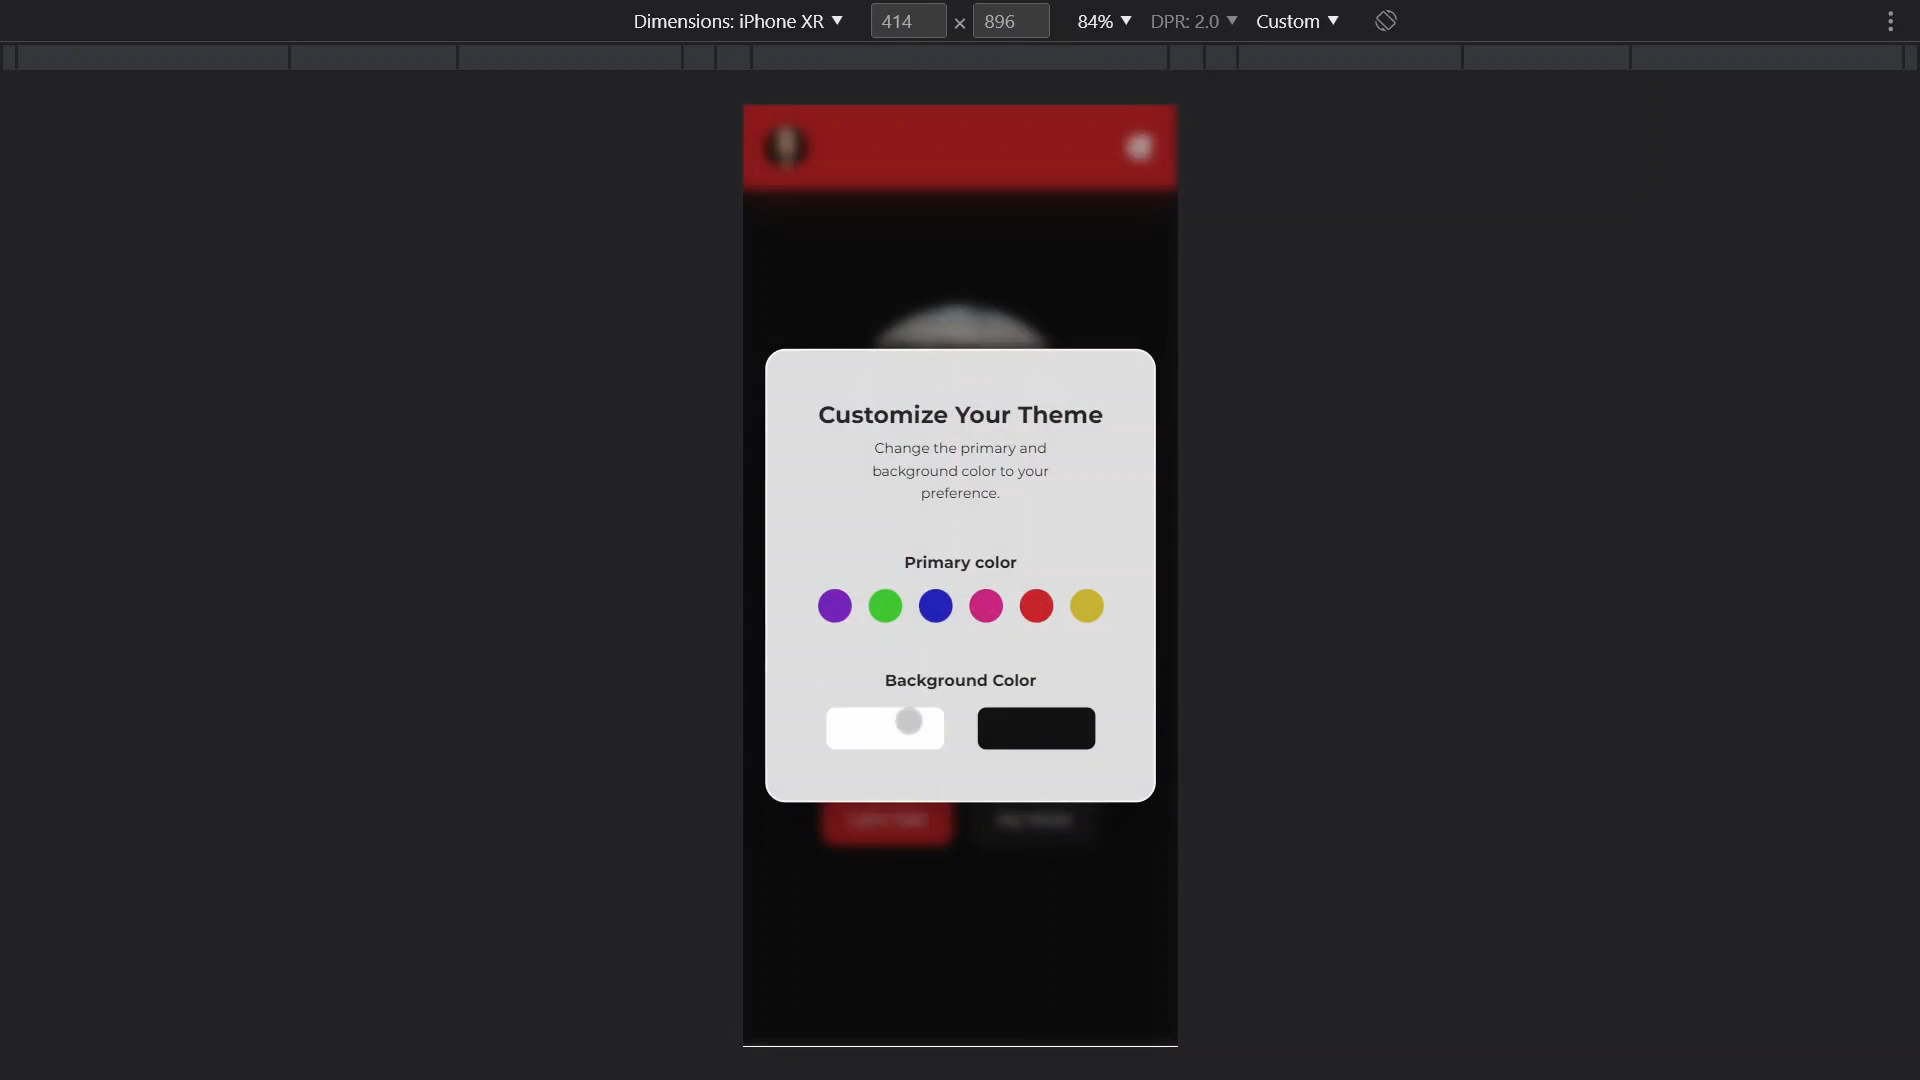 Dimensions: iPhone XR ▼ 414 × 896 84% ▼ DPR: 2.0 ▼ Custom ▼
Customize Your Theme
Change the primary and
background color to your
preference.
Primary color
Background Color